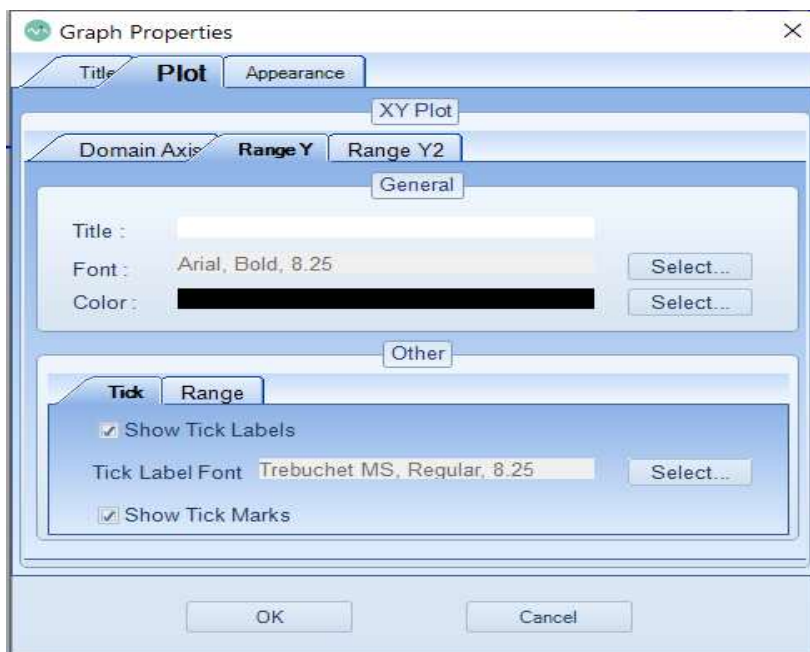 Graph Properties
Title Plot Appearance
XY Plot
Domain Axis Range Y Range Y2
General
Title :
Font : Arial, Bold, 8.25 Select...
Color : Select...
Other
Tick Range
Show Tick Labels
Tick Label Font Trebuchet MS, Regular, 8.25 Select...
Show Tick Marks
OK Cancel